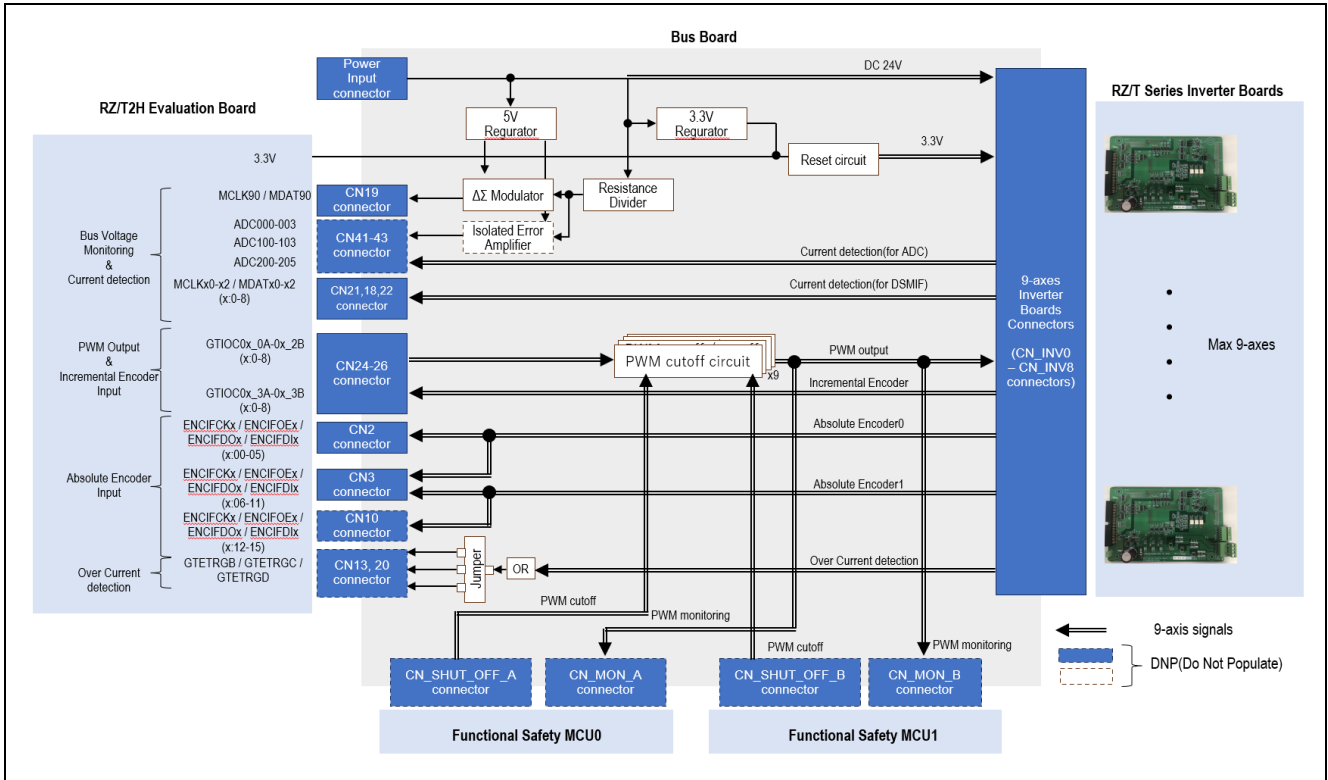 Bus Board
Power
Input
connector
DC 24V
RZ/T2H Evaluation Board
RZ/T Series Inverter Boards
5V
Regurator
3.3V
Regurator
3.3V
Reset circuit
3.3V
MCLK90 / MDAT90
CN19
connector
ΔΣ Modulator
Resistance
Divider
ADC000-003
ADC100-103
ADC200-205
CN41-43
connector
Isolated Error
Amplifier
Bus Voltage
Monitoring
&
Current detection
Current detection(for ADC)
MCLKx0-x2 / MDATx0-x2
(x:0-8)
CN21,18,22
connector
Current detection(for DSMIF)
9-axes
Inverter
Boards
Connectors
(CN_INV0
– CN_INV8
connectors)
Max 9-axes
PWM Output
&
Incremental Encoder
Input
GTIOC0x_0A-0x_2B
(x:0-8)
GTIOC0x_3A-0x_3B
(x:0-8)
CN24-26
connector
PWM cutoff circuit
x9
PWM output
Incremental Encoder
Absolute Encoder
Input
ENCIFCKx / ENCIFOEx /
ENCIFDOx / ENCIFDIx
(x:00-05)
CN2
connector
Absolute Encoder0
ENCIFCKx / ENCIFOEx /
ENCIFDOx / ENCIFDIx
(x:06-11)
CN3
connector
Absolute Encoder1
ENCIFCKx / ENCIFOEx /
ENCIFDOx / ENCIFDIx
(x:12-15)
CN10
connector
Over Current
detection
GTETRGB / GTETRGC /
GTETRGD
CN13, 20
connector
Jumper
OR
Over Current detection
PWM cutoff
PWM monitoring
PWM cutoff
PWM monitoring
9-axis signals
DNP(Do Not Populate)
CN_SHUT_OFF_A
connector
CN_MON_A
connector
CN_SHUT_OFF_B
connector
CN_MON_B
connector
Functional Safety MCU0
Functional Safety MCU1